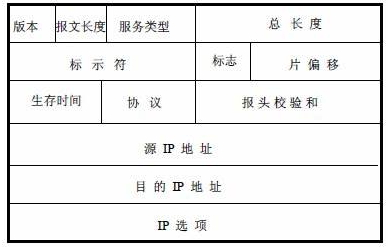 版本 报文长度 服务类型 总 长 度
标 示 符 标志 片 偏 移
生存时间 协 议 报头校验和
源 IP 地 址
目 的 IP 地 址
IP 选 项